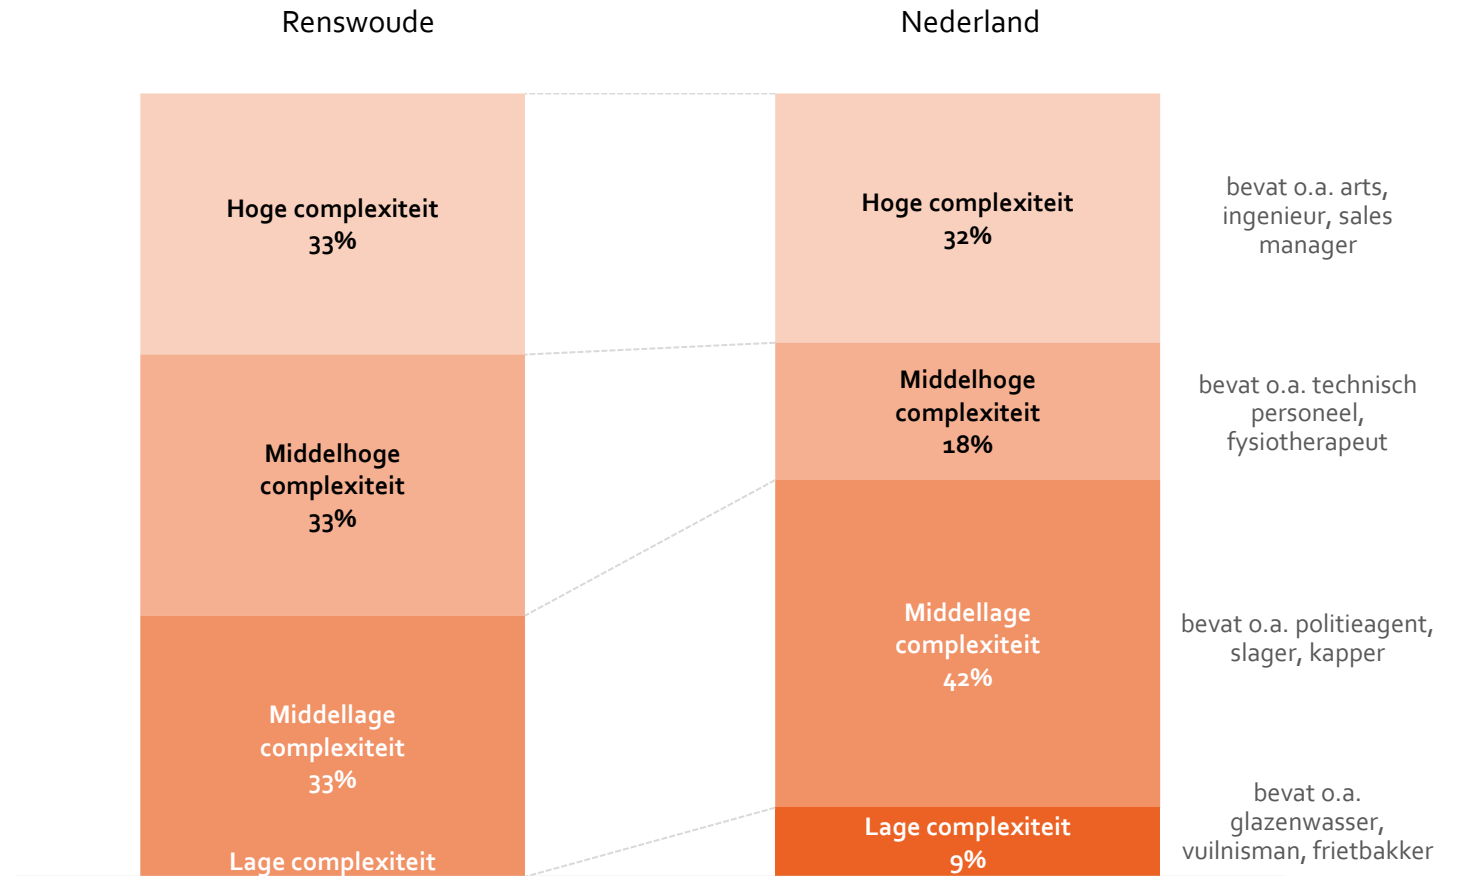 Renswoude
Nederland
Hoge complexiteit
33%
Middelhoge
complexiteit
33%
Middellage
complexiteit
33%
Lage complexiteit
Hoge complexiteit
32%
Middelhoge
complexiteit
18%
Middellage
complexiteit
42%
Lage complexiteit
9%
bevat o.a. arts,
ingenieur, sales
manager
bevat o.a. technisch
personeel,
fysiotherapeut
bevat o.a. politieagent,
slager, kapper
bevat o.a.
glazenwasser,
vuilnisman, frietbakker